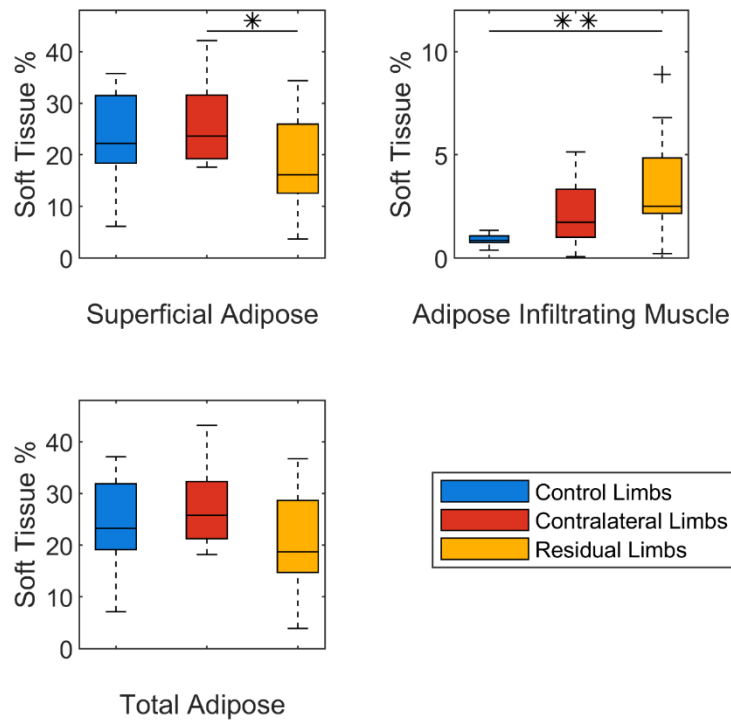 *
**
40
30
20
10
0
Soft Tissue %
Superficial Adipose
10
5
0
Soft Tissue %
Adipose Infiltrating Muscle
40
30
20
10
0
Soft Tissue %
Total Adipose
Control Limbs
Contralateral Limbs
Residual Limbs